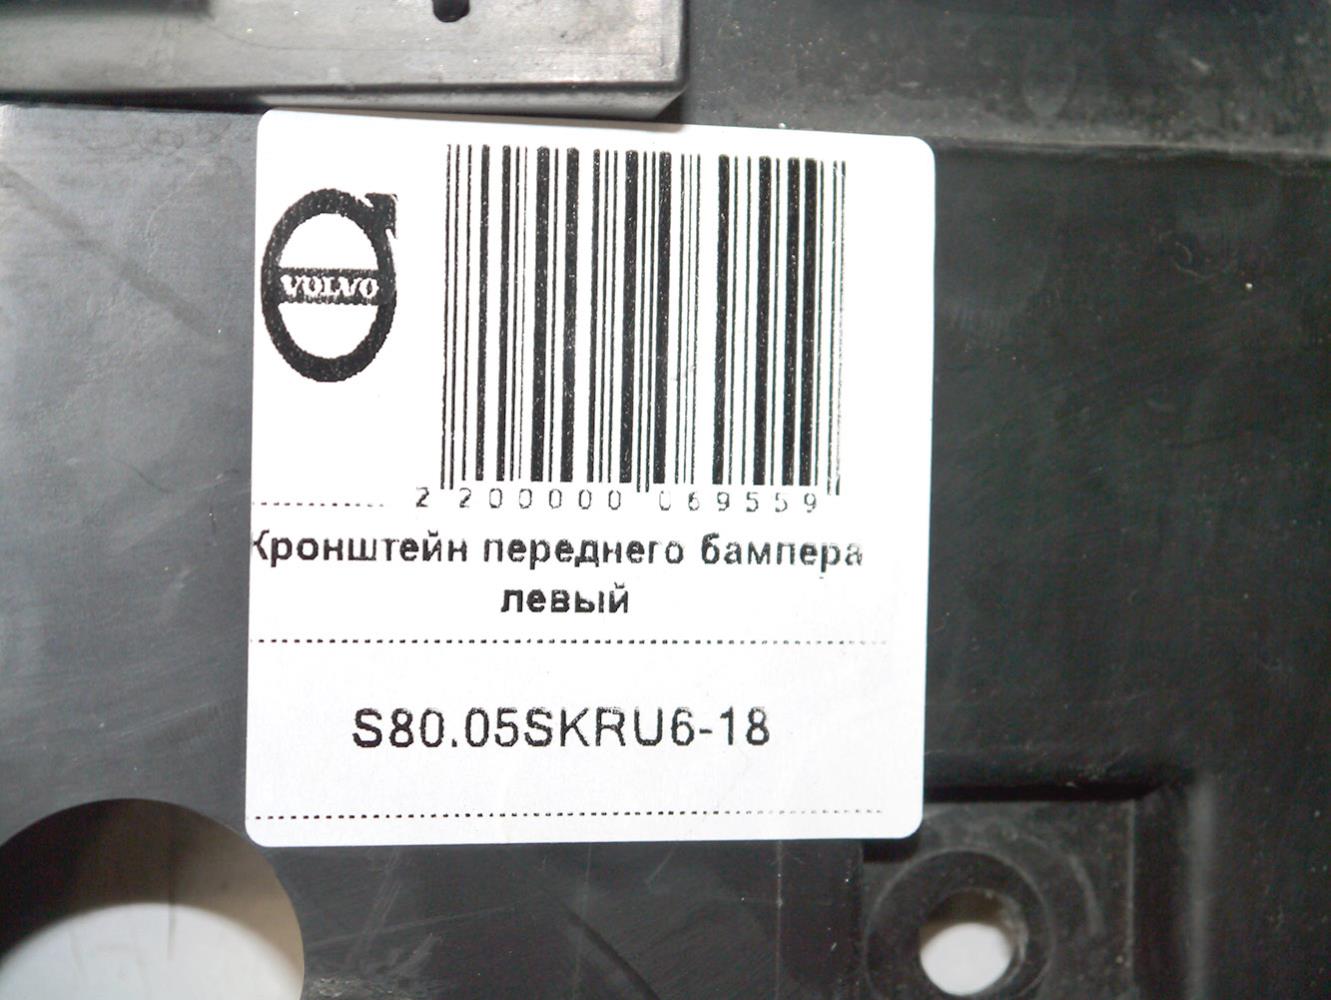 VOLVO
2 200000 069559
Кронштейн переднего бампера
левый
S80.05SKRU6-18